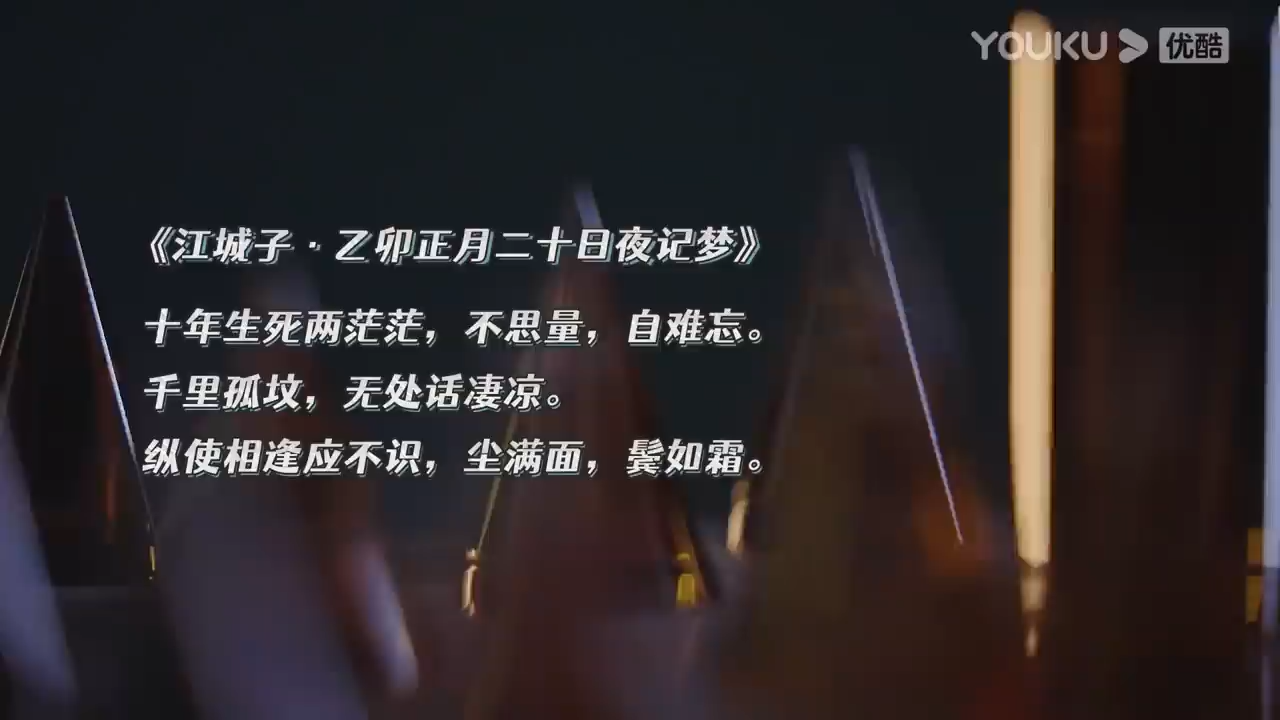 YOUKU 优酷
《江城子·乙卯正月二十日夜记梦》
十年生死两茫茫，不思量，自难忘。
千里孤坟，无处话凄凉。
纵使相逢应不识，尘满面，鬓如霜。